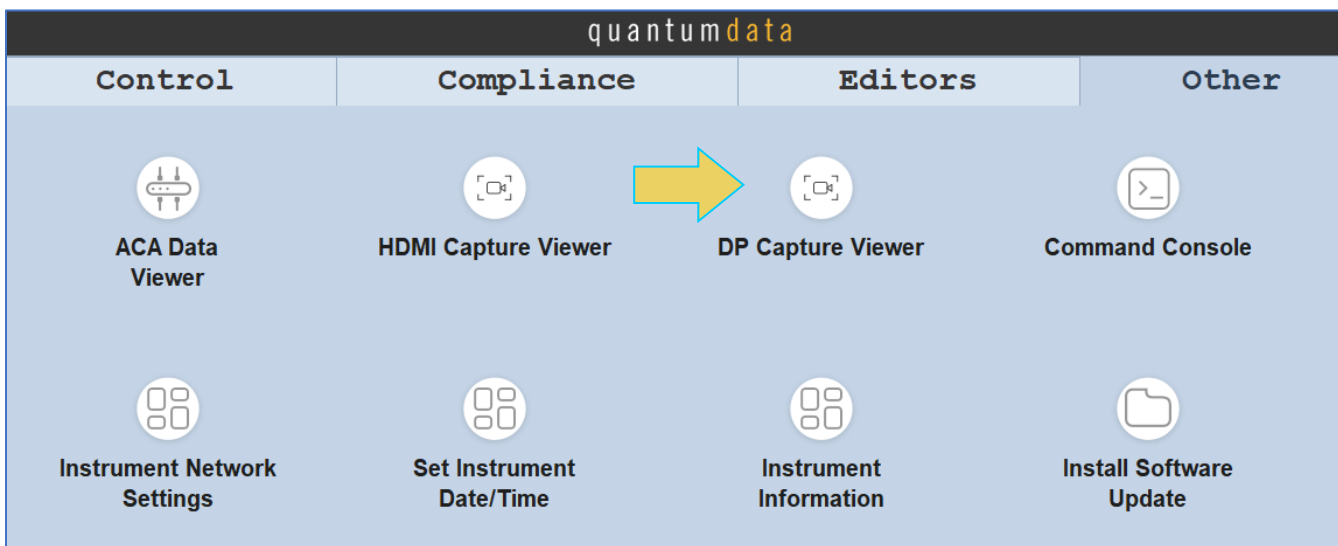 quantumdata
Control Compliance Editors Other
ACA Data
Viewer
HDMI Capture Viewer
DP Capture Viewer
Command Console
Instrument Network
Settings
Set Instrument
Date/Time
Instrument
Information
Install Software
Update